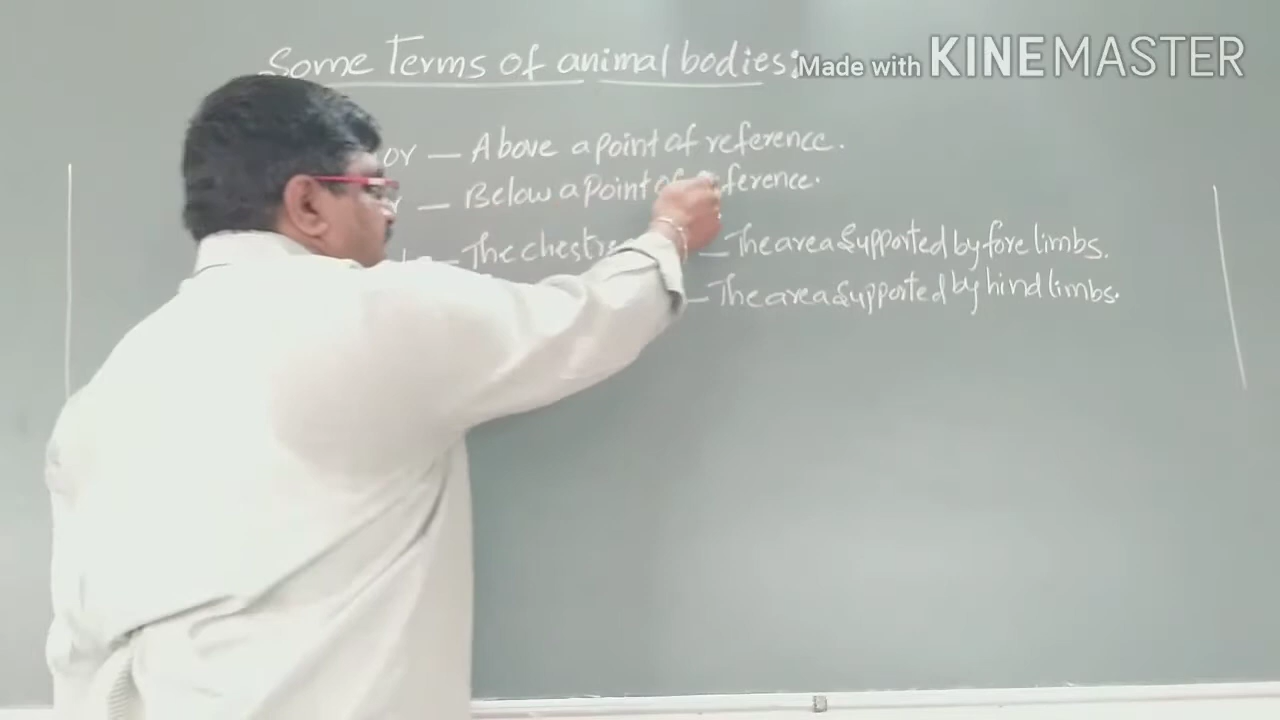 Some Terms of animal bodies:
Made with KINEMASTER
or — Above a point of reference.
r — Below a point of reference.
— The chest — The area supported by fore limbs.
— The area supported by hind limbs.